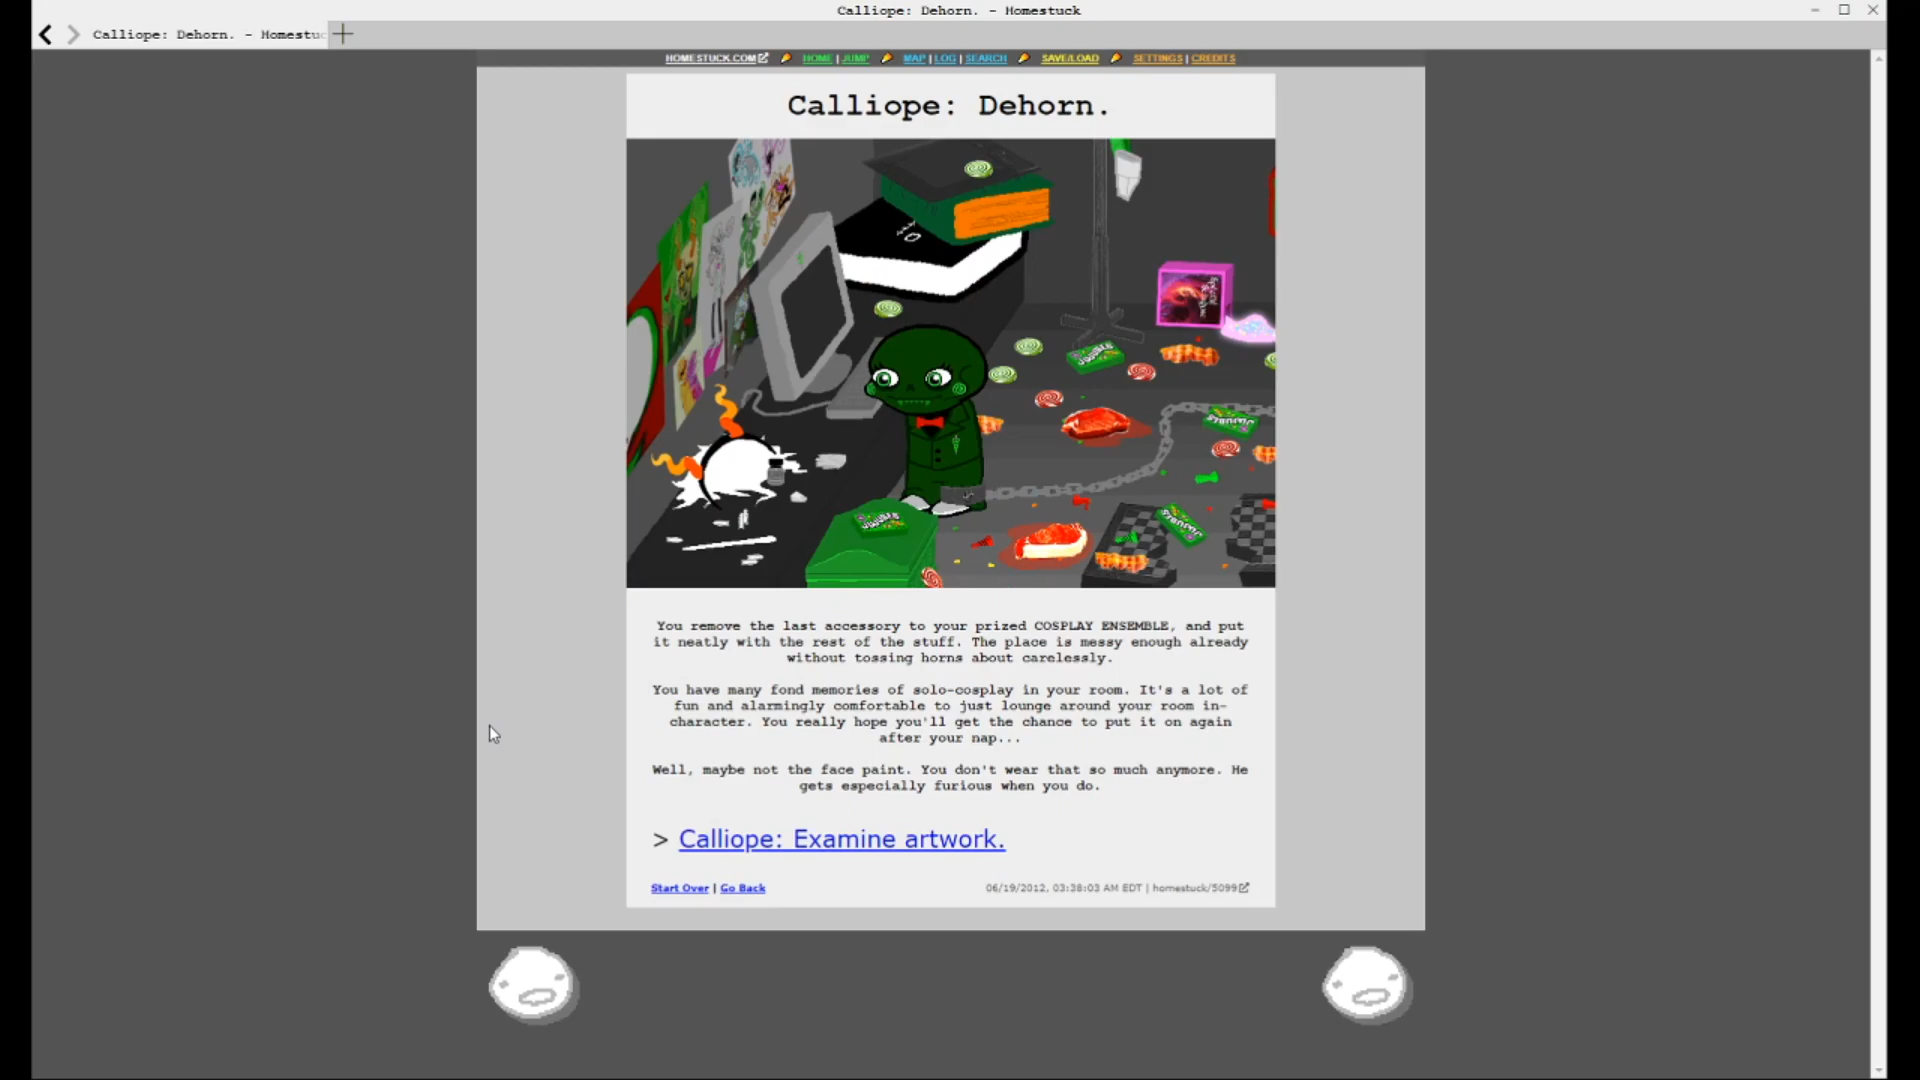 Calliope: Dehorn. - Homestuck
Calliope: Dehorn. - Homestu
HOMESTUCK.COM HOME | JUMP MAP | LOG | SEARCH SAVE/LOAD SETTINGS | CREDITS
Calliope: Dehorn.
JUJUBES
JUJUBES
JUJUBES
JUJUBES
You remove the last accessory to your prized COSPLAY ENSEMBLE, and put
it neatly with the rest of the stuff. The place is messy enough already
without tossing horns about carelessly.
You have many fond memories of solo-cosplay in your room. It's a lot of
fun and alarmingly comfortable to just lounge around your room in-
character. You really hope you'll get the chance to put it on again
after your nap...
Well, maybe not the face paint. You don't wear that so much anymore. He
gets especially furious when you do.
> Calliope: Examine artwork.
Start Over | Go Back
06/19/2012, 03:38:03 AM EDT | homestuck/5099